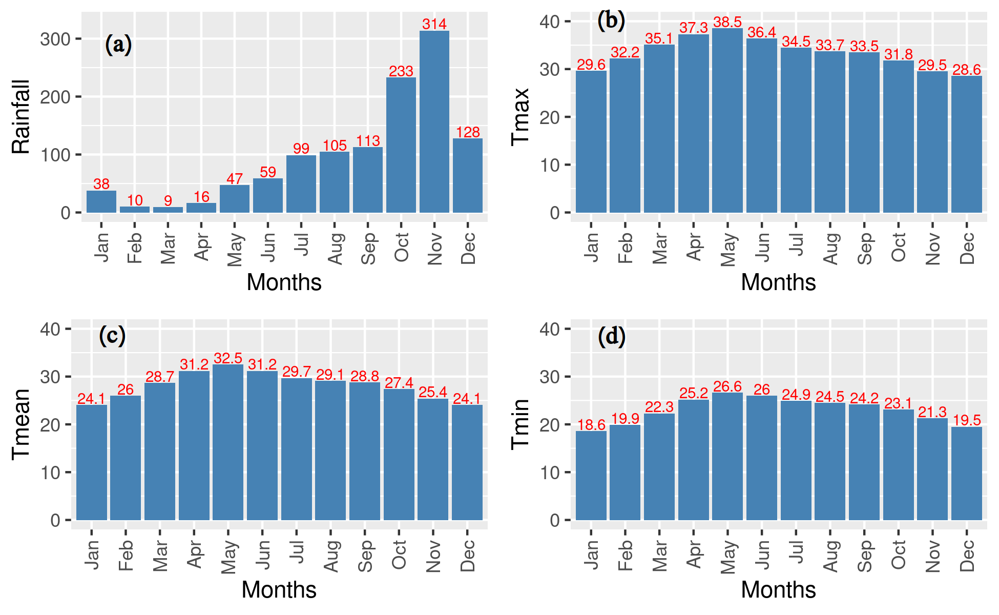 (a)
Rainfall
300
200
100
0
38 10 9 16 47 59 99 105 113 233 314 128
Jan Feb Mar Apr May Jun Jul Aug Sep Oct Nov Dec
Months
(b)
Tmax
40
30
20
10
0
29.6 32.2 35.1 37.3 38.5 36.4 34.5 33.7 33.5 31.8 29.5 28.6
Jan Feb Mar Apr May Jun Jul Aug Sep Oct Nov Dec
Months
(c)
Tmean
40
30
20
10
0
24.1 26 28.7 31.2 32.5 31.2 29.7 29.1 28.8 27.4 25.4 24.1
Jan Feb Mar Apr May Jun Jul Aug Sep Oct Nov Dec
Months
(d)
Tmin
40
30
20
10
0
18.6 19.9 22.3 25.2 26.6 26 24.9 24.5 24.2 23.1 21.3 19.5
Jan Feb Mar Apr May Jun Jul Aug Sep Oct Nov Dec
Months